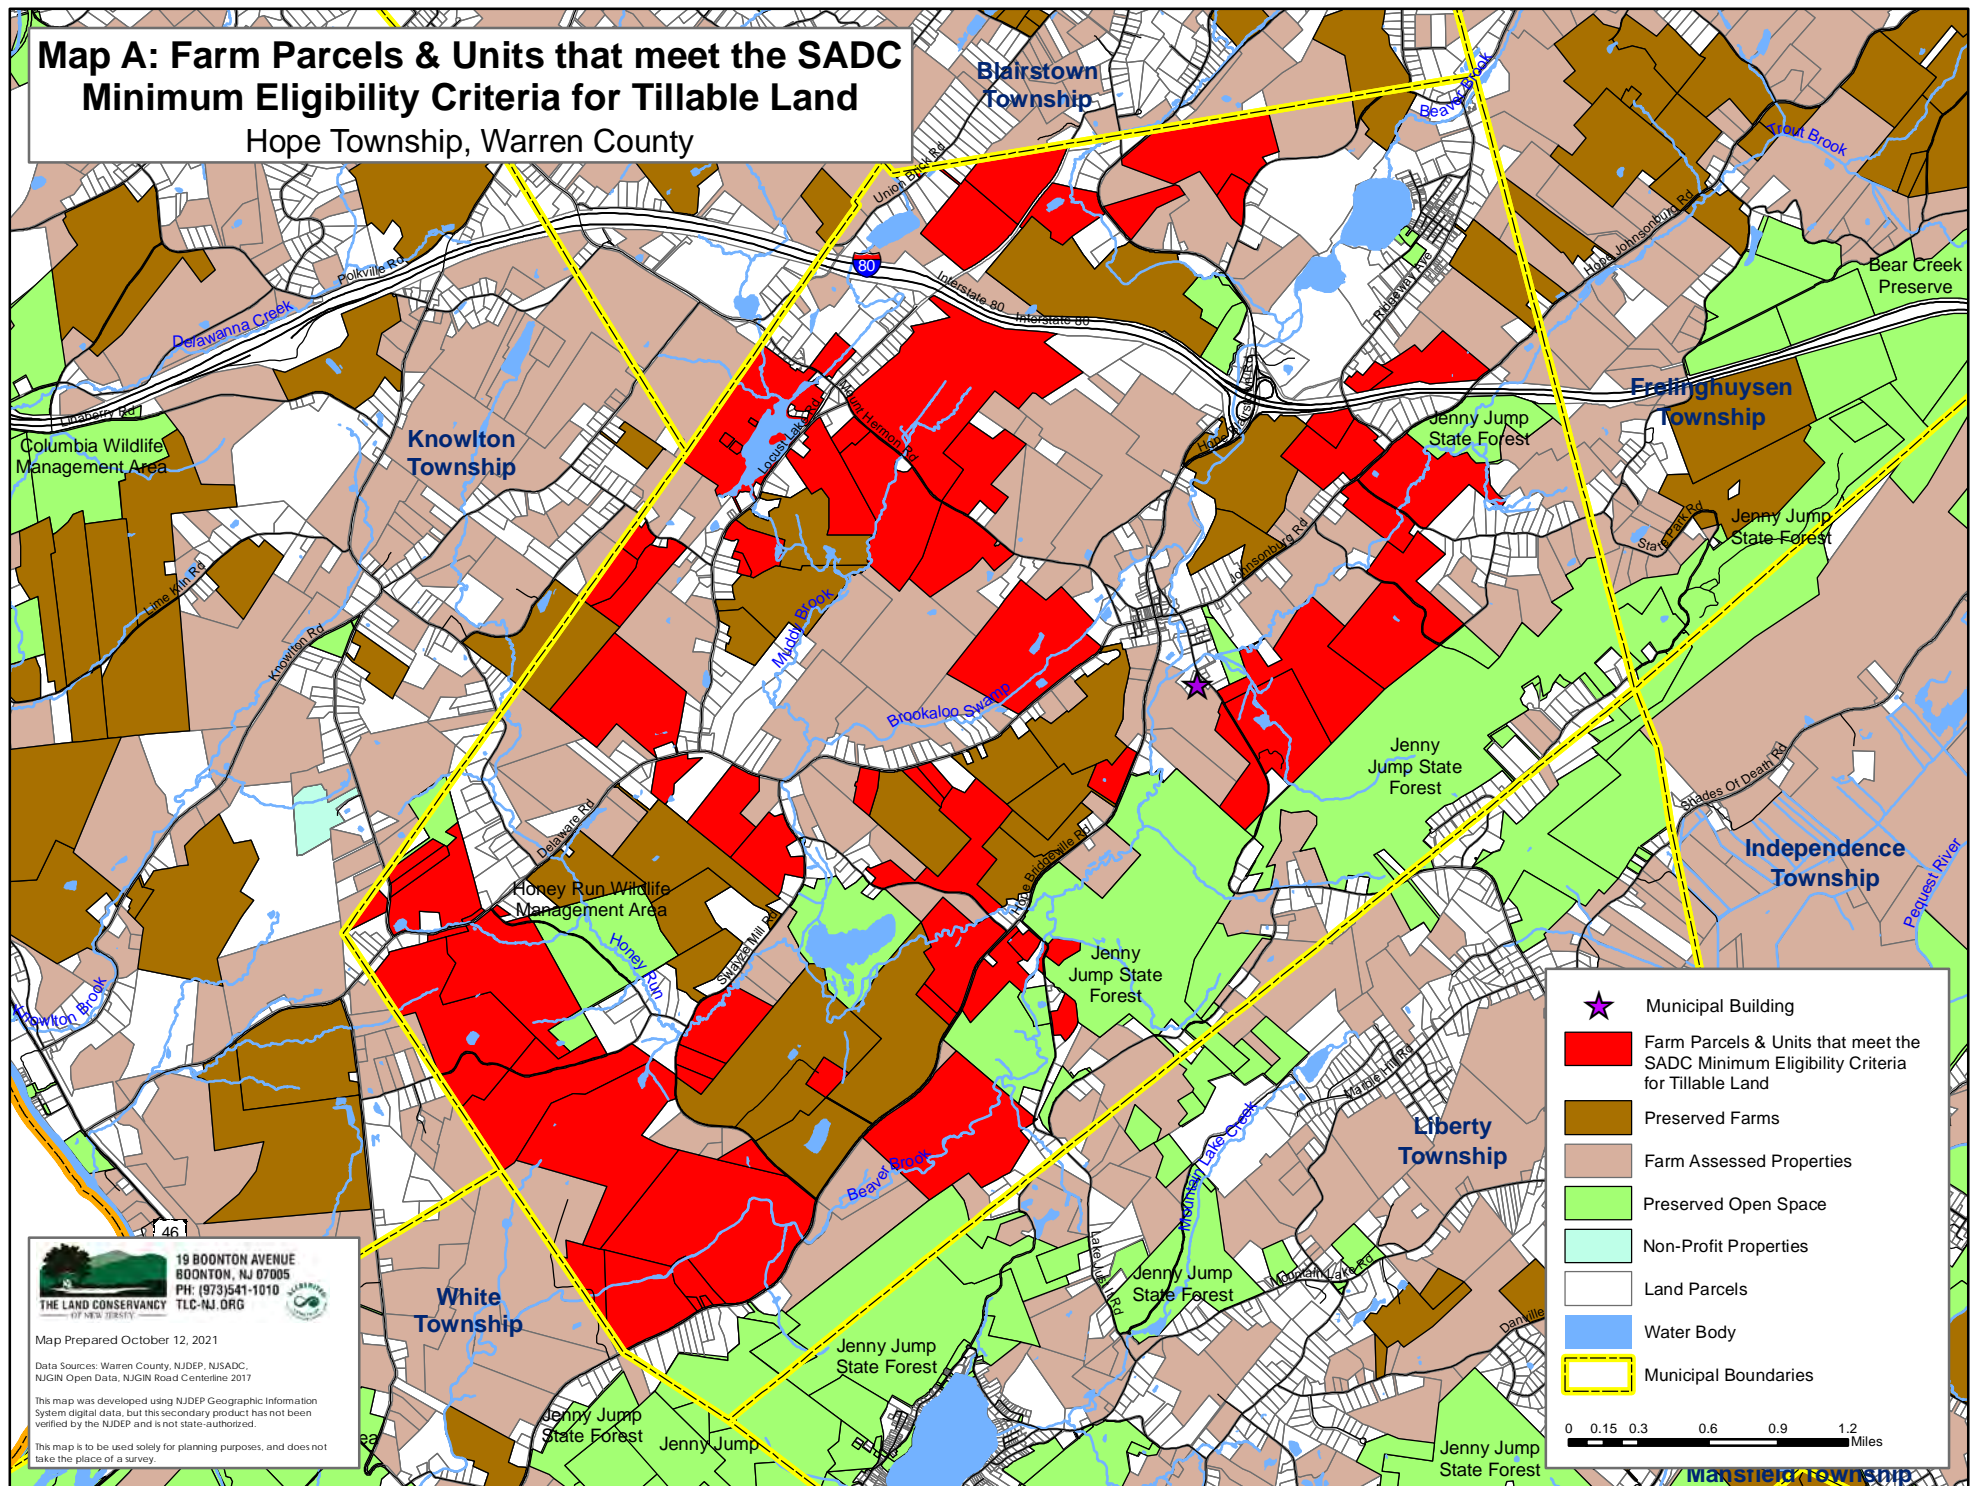 Map A: Farm Parcels & Units that meet the SADC
Minimum Eligibility Criteria for Tillable Land
Hope Township, Warren County
Blairstown
Township
Beaver Brook
Trout Brook
Union Brick Rd
Hope Johnsonburg Rd
Bear Creek
Preserve
Polkville Rd
80
Interstate 80
Interstate 80
Ridgeway Ave
Delawanna Creek
Linaberry Rd
Columbia Wildlife
Management Area
Knowlton
Township
Mount Hermon Rd
Locust Lake Rd
Frelinghuysen
Township
Jenny Jump
State Forest
State Park Rd
Jenny Jump
State Forest
Johnsonburg Rd
Lime Kiln Rd
Knowlton Rd
Muddy Brook
Brookaloo Swamp
Jenny
Jump State
Forest
Shades Of Death Rd
Independence
Township
Pequest River
Delaware Rd
Hope Bridgeville Rd
Honey Run Wildlife
Management Area
Honey Run
Swayze Mill Rd
Jenny
Jump State
Forest
Knowlton Brook
Marble Hill Rd
Mountain Lake Creek
Liberty
Township
Beaver Brook
Lake Just It Rd
Jenny Jump
State Forest
Mountain Lake Rd
Danville
White
Township
Jenny Jump
State Forest
Jenny Jump
State Forest
Jenny Jump
Jenny Jump
State Forest
Mansfield Township
46
19 BOONTON AVENUE
BOONTON, NJ 07005
PH: (973)541-1010
TLC-NJ.ORG
THE LAND CONSERVANCY
OF NEW JERSEY
ACCREDITED
Map Prepared October 12, 2021
Data Sources: Warren County, NJDEP, NJSADC,
NJGIN Open Data, NJGIN Road Centerline 2017
This map was developed using NJDEP Geographic Information
System digital data, but this secondary product has not been
verified by the NJDEP and is not state-authorized.
This map is to be used solely for planning purposes, and does not
take the place of a survey.
ea
Municipal Building
Farm Parcels & Units that meet the
SADC Minimum Eligibility Criteria
for Tillable Land
Preserved Farms
Farm Assessed Properties
Preserved Open Space
Non-Profit Properties
Land Parcels
Water Body
Municipal Boundaries
0 0.15 0.3 0.6 0.9 1.2
Miles